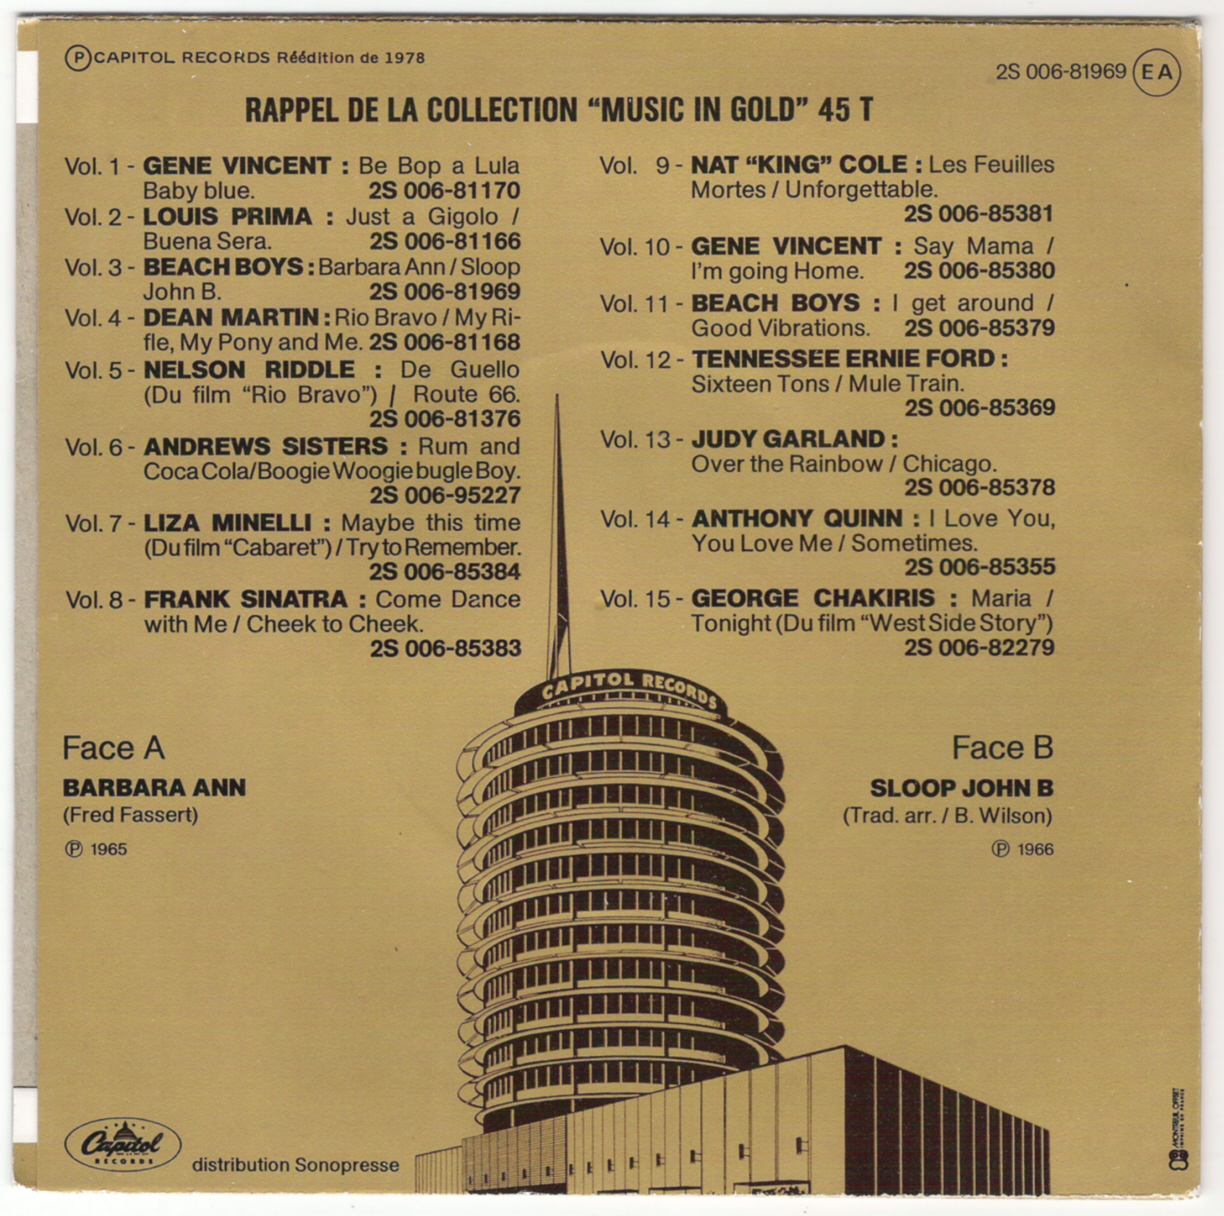 Ⓟ CAPITOL RECORDS Réédition de 1978
2S 006-81969 EA
RAPPEL DE LA COLLECTION “MUSIC IN GOLD” 45 T
Vol. 1 - GENE VINCENT : Be Bop a Lula
Baby blue. 2S 006-81170
Vol. 2 - LOUIS PRIMA : Just a Gigolo /
Buena Sera. 2S 006-81166
Vol. 3 - BEACH BOYS : Barbara Ann / Sloop
John B. 2S 006-81969
Vol. 4 - DEAN MARTIN : Rio Bravo / My Ri-
fle, My Pony and Me. 2S 006-81168
Vol. 5 - NELSON RIDDLE : De Guello
(Du film “Rio Bravo”) / Route 66.
2S 006-81376
Vol. 6 - ANDREWS SISTERS : Rum and
Coca Cola/Boogie Woogie bugle Boy.
2S 006-95227
Vol. 7 - LIZA MINELLI : Maybe this time
(Du film “Cabaret”) / Try to Remember.
2S 006-85384
Vol. 8 - FRANK SINATRA : Come Dance
with Me / Cheek to Cheek.
2S 006-85383
Vol. 9 - NAT “KING” COLE : Les Feuilles
Mortes / Unforgettable.
2S 006-85381
Vol. 10 - GENE VINCENT : Say Mama /
I'm going Home. 2S 006-85380
Vol. 11 - BEACH BOYS : I get around /
Good Vibrations. 2S 006-85379
Vol. 12 - TENNESSEE ERNIE FORD :
Sixteen Tons / Mule Train.
2S 006-85369
Vol. 13 - JUDY GARLAND :
Over the Rainbow / Chicago.
2S 006-85378
Vol. 14 - ANTHONY QUINN : I Love You,
You Love Me / Sometimes.
2S 006-85355
Vol. 15 - GEORGE CHAKIRIS : Maria /
Tonight (Du film “West Side Story”)
2S 006-82279
CAPITOL RECORDS
Face A
BARBARA ANN
(Fred Fassert)
Ⓟ 1965
Face B
SLOOP JOHN B
(Trad. arr. / B. Wilson)
Ⓟ 1966
Capitol
RECORDS
distribution Sonopresse
MONTREUIL OFFSET